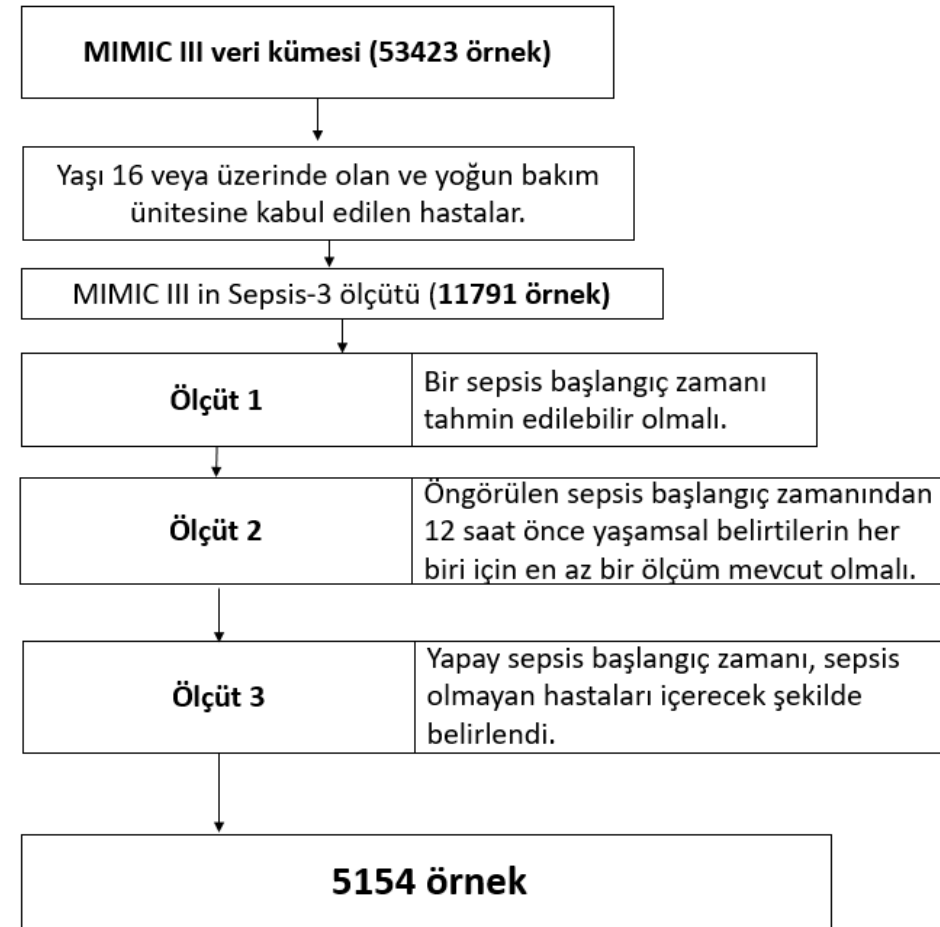 MIMIC III veri kümesi (53423 örnek)
Yaşı 16 veya üzerinde olan ve yoğun bakım
ünitesine kabul edilen hastalar.
MIMIC III in Sepsis-3 ölçütü (11791 örnek)
Ölçüt 1
Bir sepsis başlangıç zamanı
tahmin edilebilir olmalı.
Ölçüt 2
Öngörülen sepsis başlangıç zamanından
12 saat önce yaşamsal belirtilerin her
biri için en az bir ölçüm mevcut olmalı.
Ölçüt 3
Yapay sepsis başlangıç zamanı, sepsis
olmayan hastaları içerecek şekilde
belirlendi.
5154 örnek